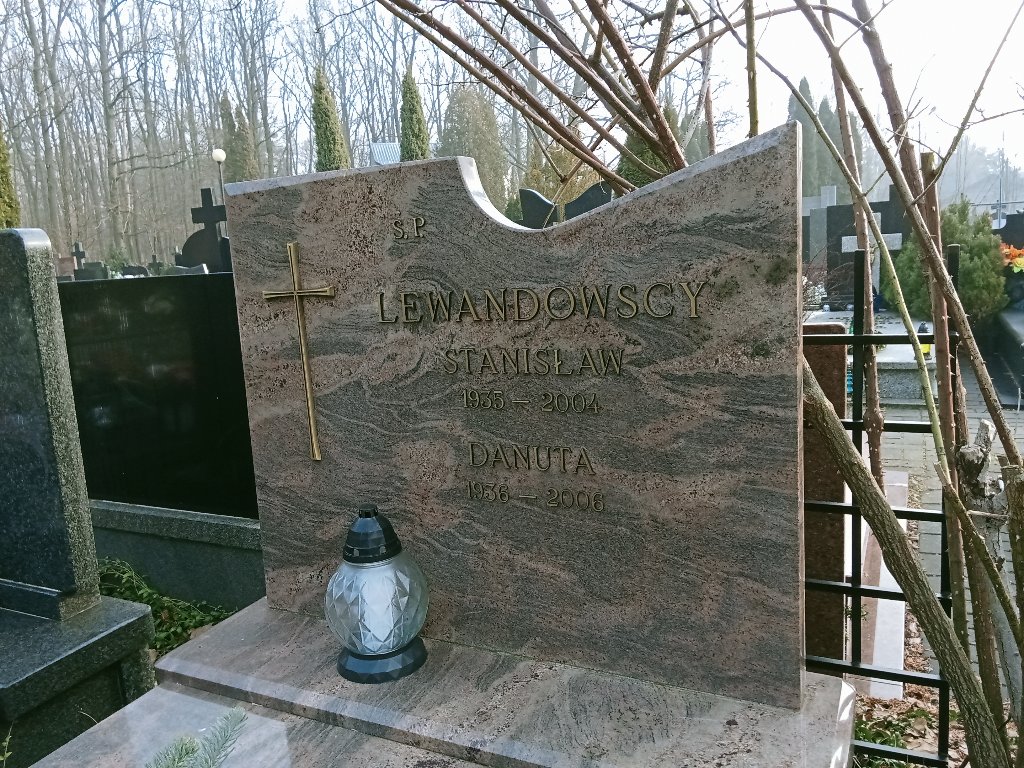 Ś.P.
LEWANDOWSCY
STANISŁAW
1935 – 2004
DANUTA
1936 – 2006